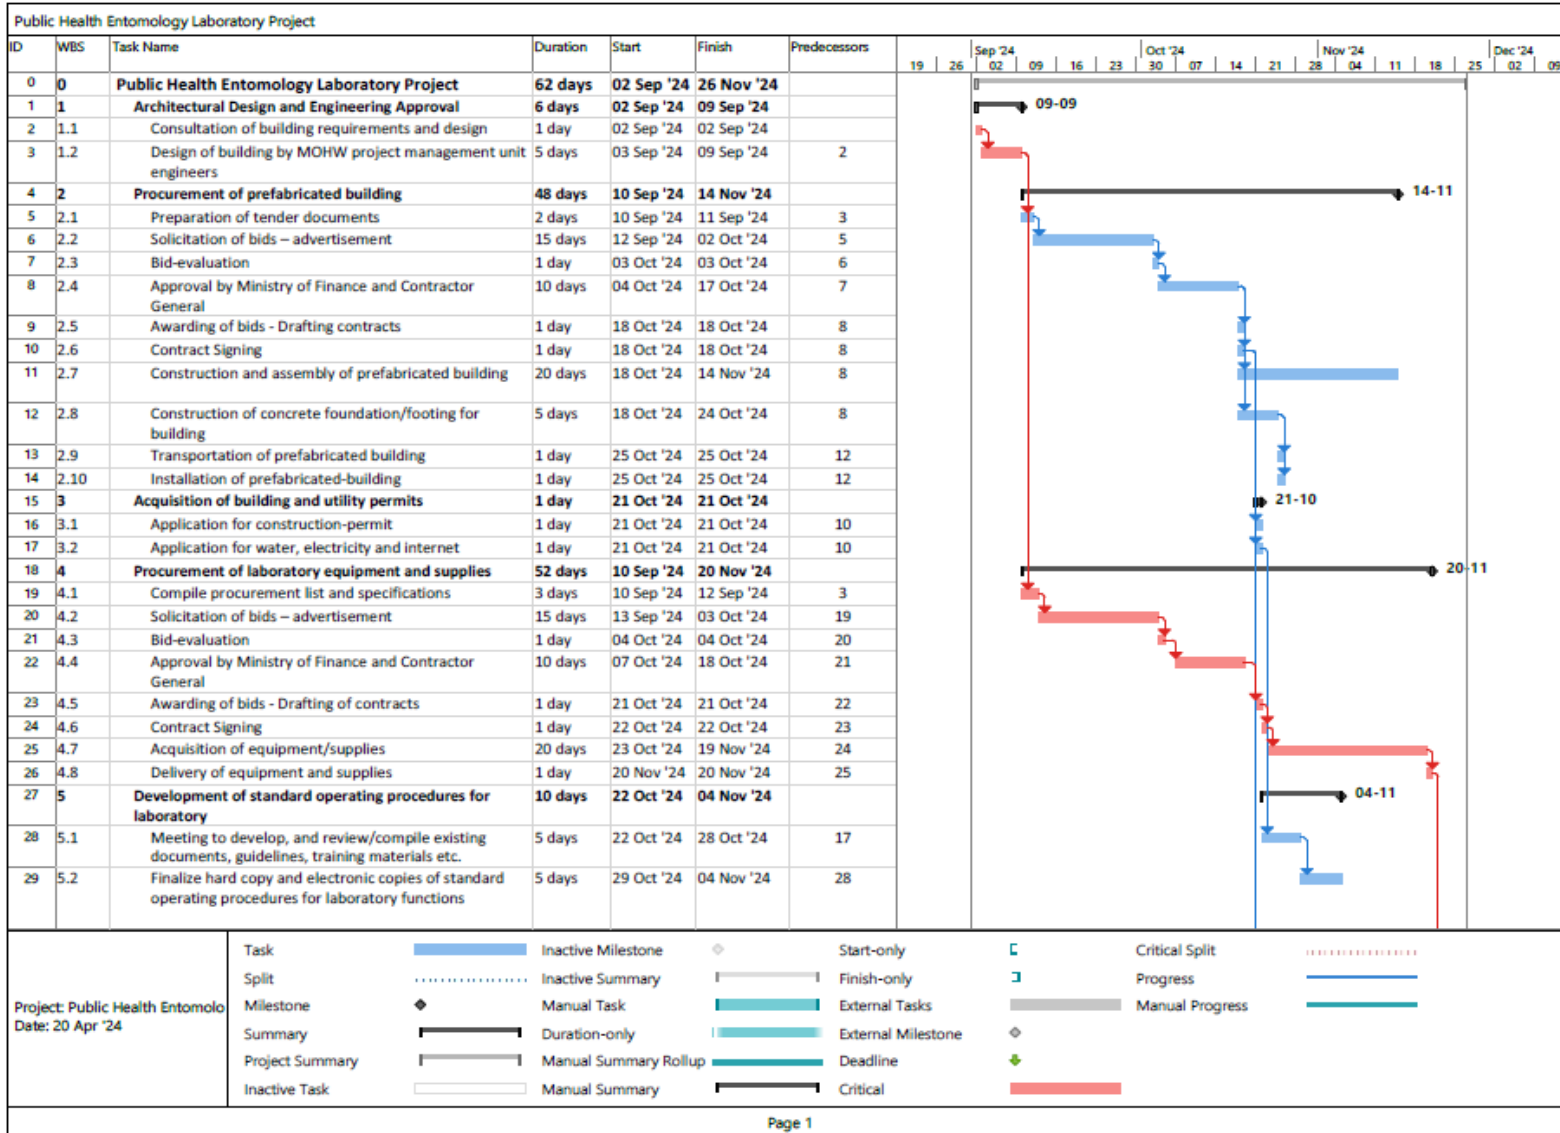 Public Health Entomology Laboratory Project
ID WBS Task Name Duration Start Finish Predecessors Sep '24 Oct '24 Nov '24 Dec '24
19 26 02 09 16 23 30 07 14 21 28 04 11 18 25 02 09
0 0 Public Health Entomology Laboratory Project 62 days 02 Sep '24 26 Nov '24
1 1 Architectural Design and Engineering Approval 6 days 02 Sep '24 09 Sep '24 09-09
2 1.1 Consultation of building requirements and design 1 day 02 Sep '24 02 Sep '24
3 1.2 Design of building by MOHW project management unit 5 days 03 Sep '24 09 Sep '24 2
engineers
4 2 Procurement of prefabricated building 48 days 10 Sep '24 14 Nov '24 14-11
5 2.1 Preparation of tender documents 2 days 10 Sep '24 11 Sep '24 3
6 2.2 Solicitation of bids – advertisement 15 days 12 Sep '24 02 Oct '24 5
7 2.3 Bid-evaluation 1 day 03 Oct '24 03 Oct '24 6
8 2.4 Approval by Ministry of Finance and Contractor 10 days 04 Oct '24 17 Oct '24 7
General
9 2.5 Awarding of bids - Drafting contracts 1 day 18 Oct '24 18 Oct '24 8
10 2.6 Contract Signing 1 day 18 Oct '24 18 Oct '24 8
11 2.7 Construction and assembly of prefabricated building 20 days 18 Oct '24 14 Nov '24 8
12 2.8 Construction of concrete foundation/footing for 5 days 18 Oct '24 24 Oct '24 8
building
13 2.9 Transportation of prefabricated building 1 day 25 Oct '24 25 Oct '24 12
14 2.10 Installation of prefabricated-building 1 day 25 Oct '24 25 Oct '24 12
15 3 Acquisition of building and utility permits 1 day 21 Oct '24 21 Oct '24 21-10
16 3.1 Application for construction-permit 1 day 21 Oct '24 21 Oct '24 10
17 3.2 Application for water, electricity and internet 1 day 21 Oct '24 21 Oct '24 10
18 4 Procurement of laboratory equipment and supplies 52 days 10 Sep '24 20 Nov '24 20-11
19 4.1 Compile procurement list and specifications 3 days 10 Sep '24 12 Sep '24 3
20 4.2 Solicitation of bids – advertisement 15 days 13 Sep '24 03 Oct '24 19
21 4.3 Bid-evaluation 1 day 04 Oct '24 04 Oct '24 20
22 4.4 Approval by Ministry of Finance and Contractor 10 days 07 Oct '24 18 Oct '24 21
General
23 4.5 Awarding of bids - Drafting of contracts 1 day 21 Oct '24 21 Oct '24 22
24 4.6 Contract Signing 1 day 22 Oct '24 22 Oct '24 23
25 4.7 Acquisition of equipment/supplies 20 days 23 Oct '24 19 Nov '24 24
26 4.8 Delivery of equipment and supplies 1 day 20 Nov '24 20 Nov '24 25
27 5 Development of standard operating procedures for 10 days 22 Oct '24 04 Nov '24 04-11
laboratory
28 5.1 Meeting to develop, and review/compile existing 5 days 22 Oct '24 28 Oct '24 17
documents, guidelines, training materials etc.
29 5.2 Finalize hard copy and electronic copies of standard 5 days 29 Oct '24 04 Nov '24 28
operating procedures for laboratory functions
Project: Public Health Entomolo
Date: 20 Apr '24
Task Inactive Milestone Start-only Critical Split
Split Inactive Summary Finish-only Progress
Milestone Manual Task External Tasks Manual Progress
Summary Duration-only External Milestone
Project Summary Manual Summary Rollup Deadline
Inactive Task Manual Summary Critical
Page 1